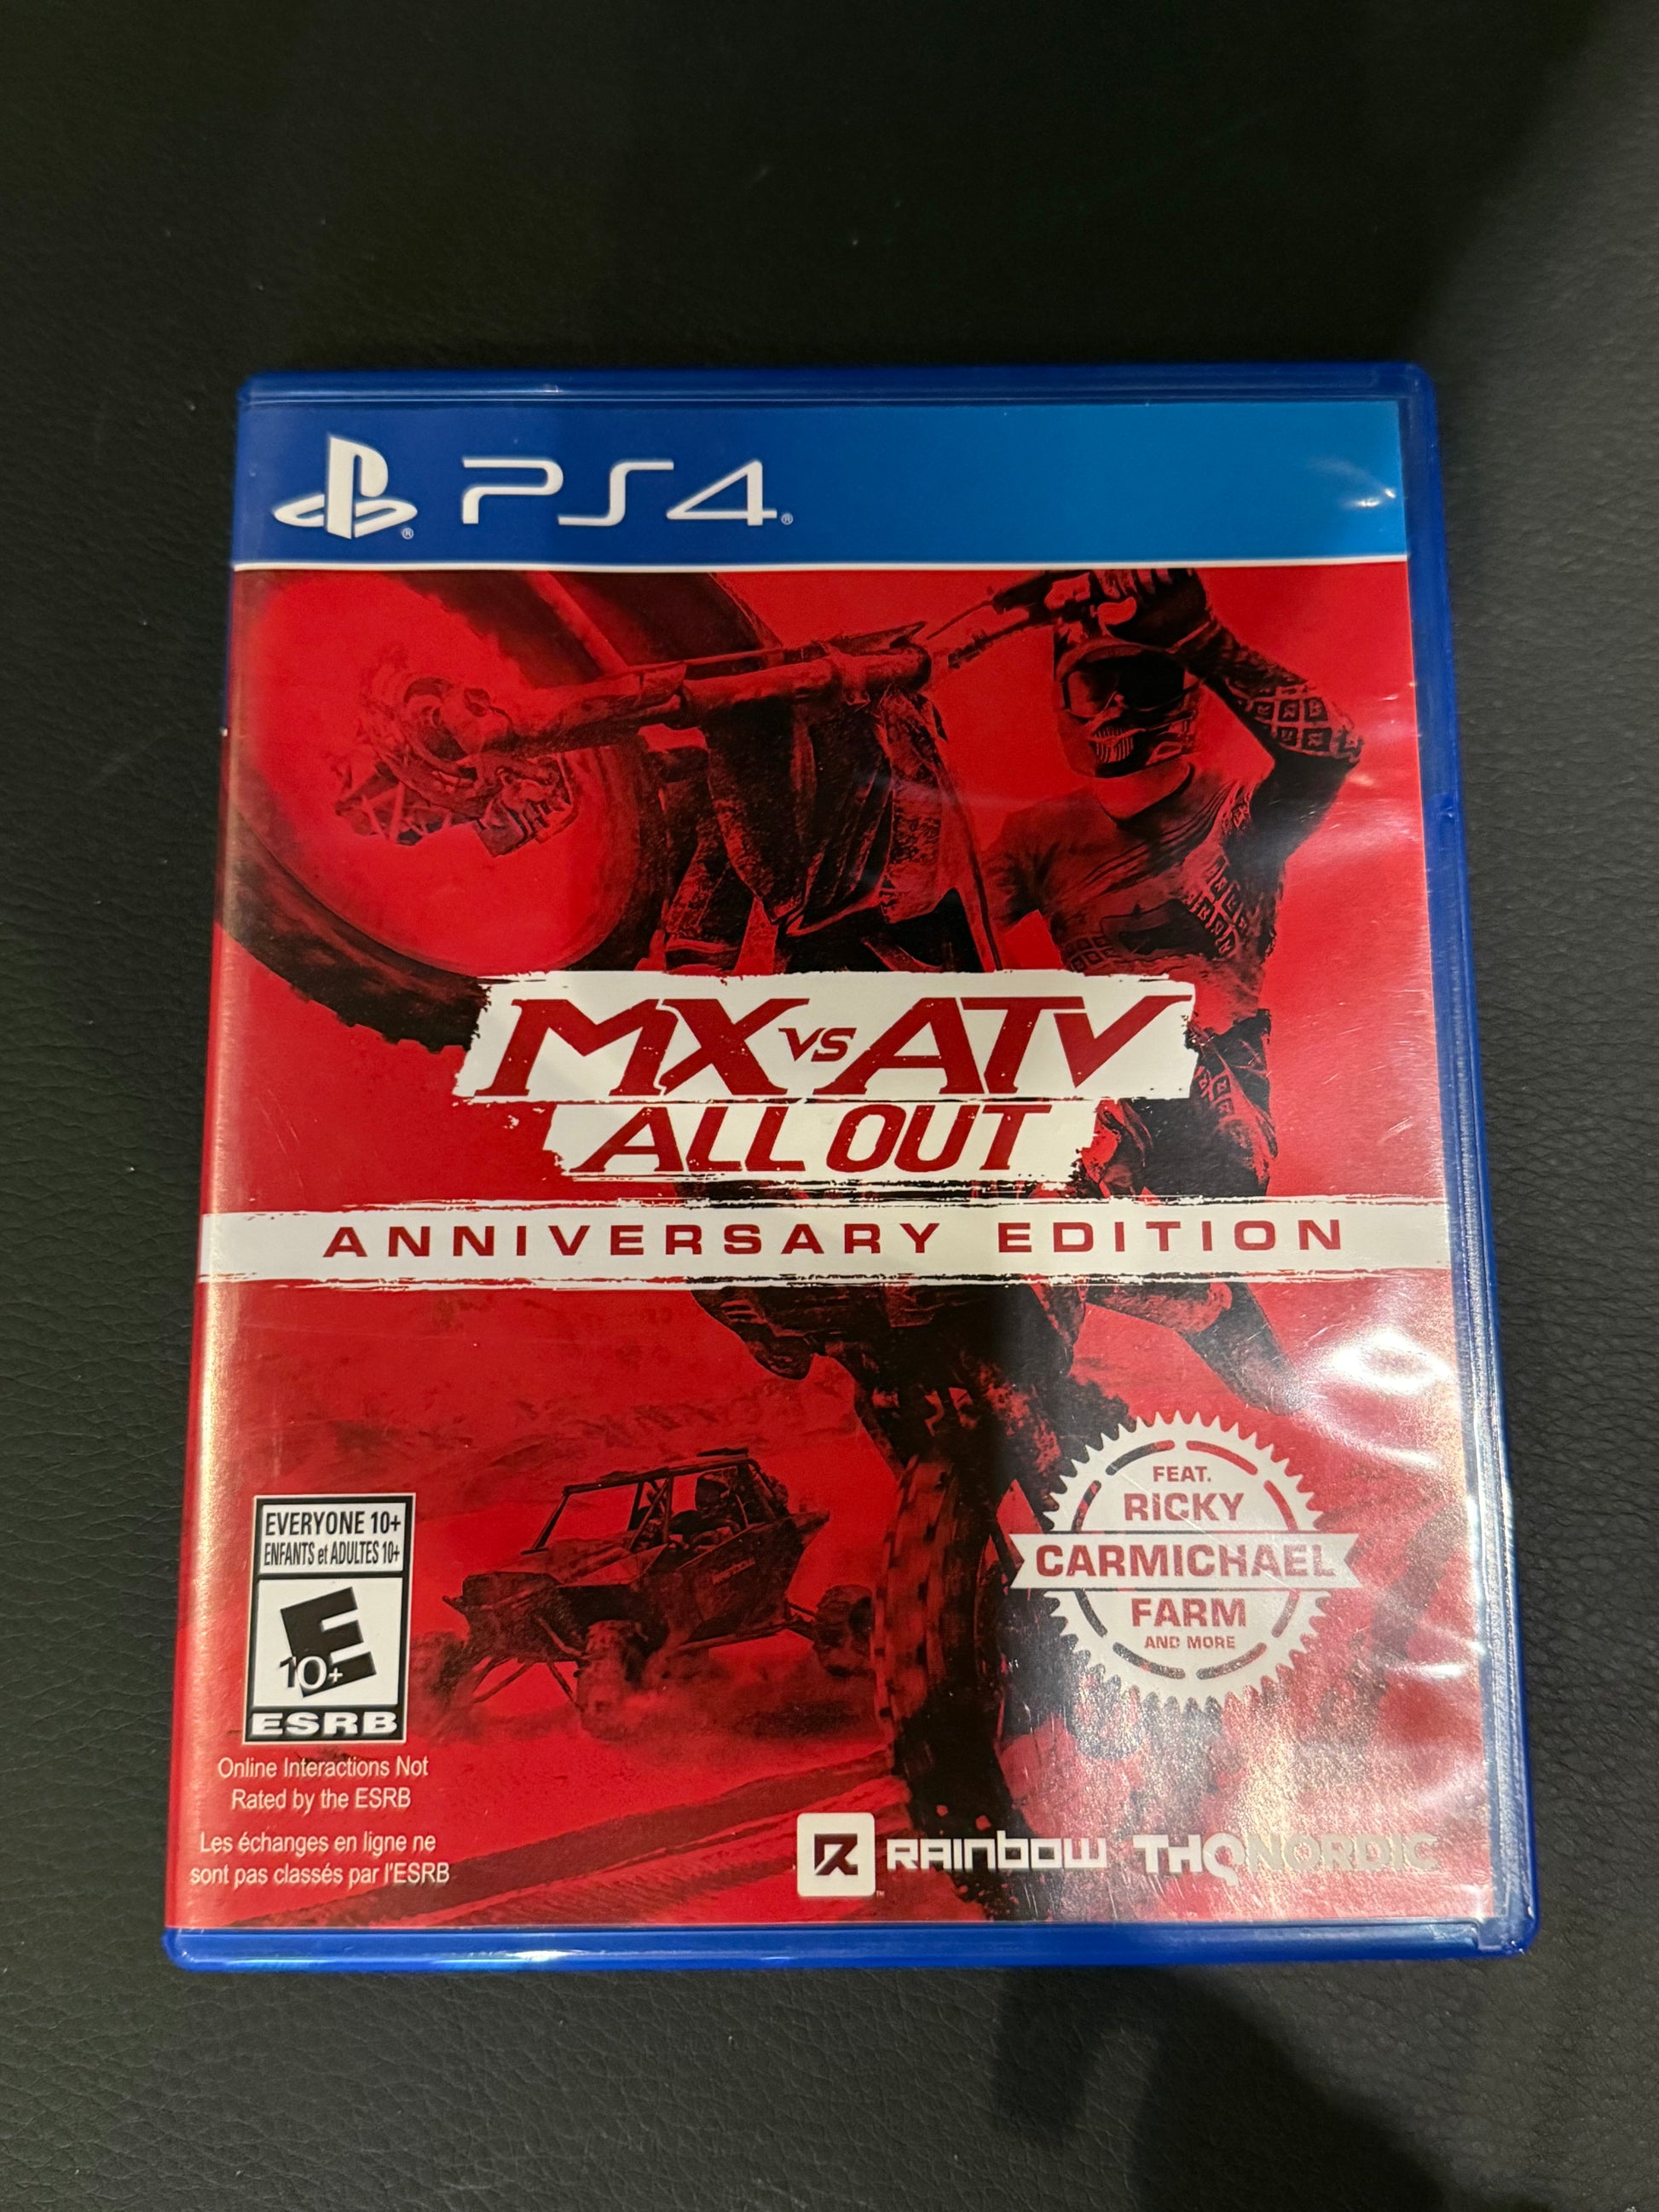 PS4
MX vs ATV
ALL OUT
ANNIVERSARY EDITION
FEAT.
RICKY
CARMICHAEL
FARM
AND MORE
EVERYONE 10+
ENFANTS et ADULTES 10+
E
10+
ESRB
Online Interactions Not
Rated by the ESRB
Les échanges en ligne ne
sont pas classés par l'ESRB
RAINBOW THQNORDIC